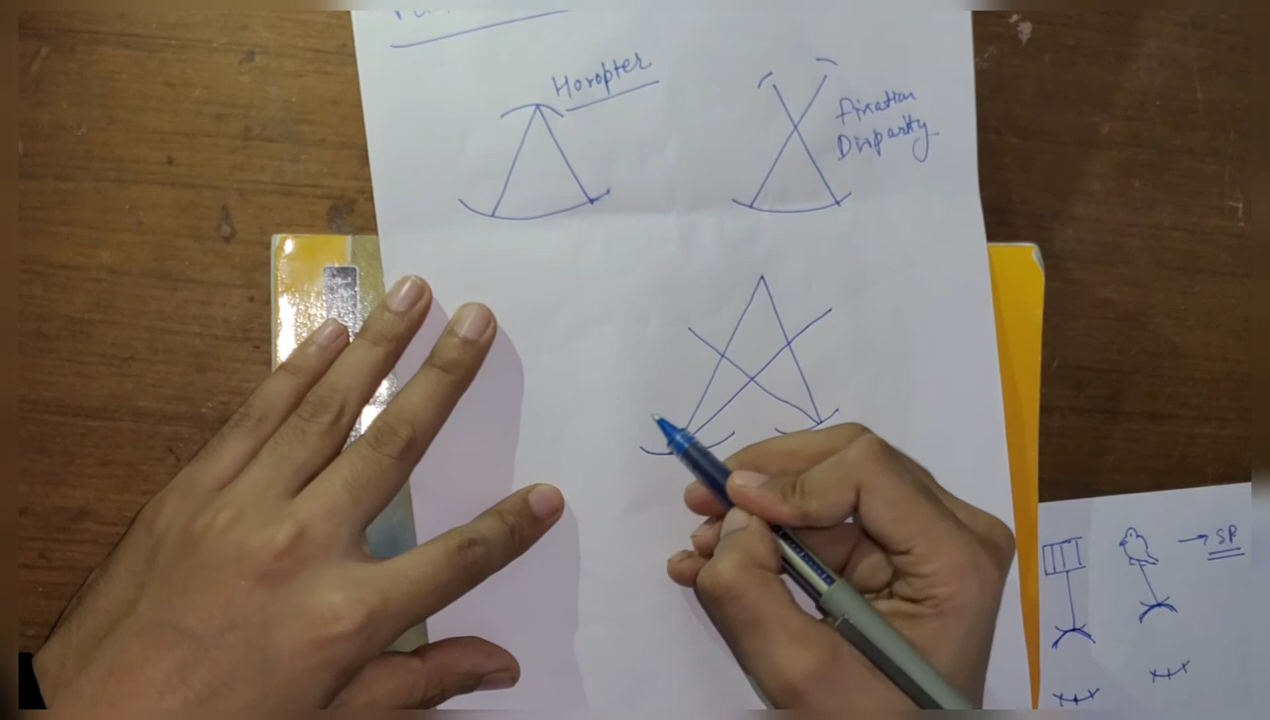 Horopter
Fixation
Disparity
→ SP